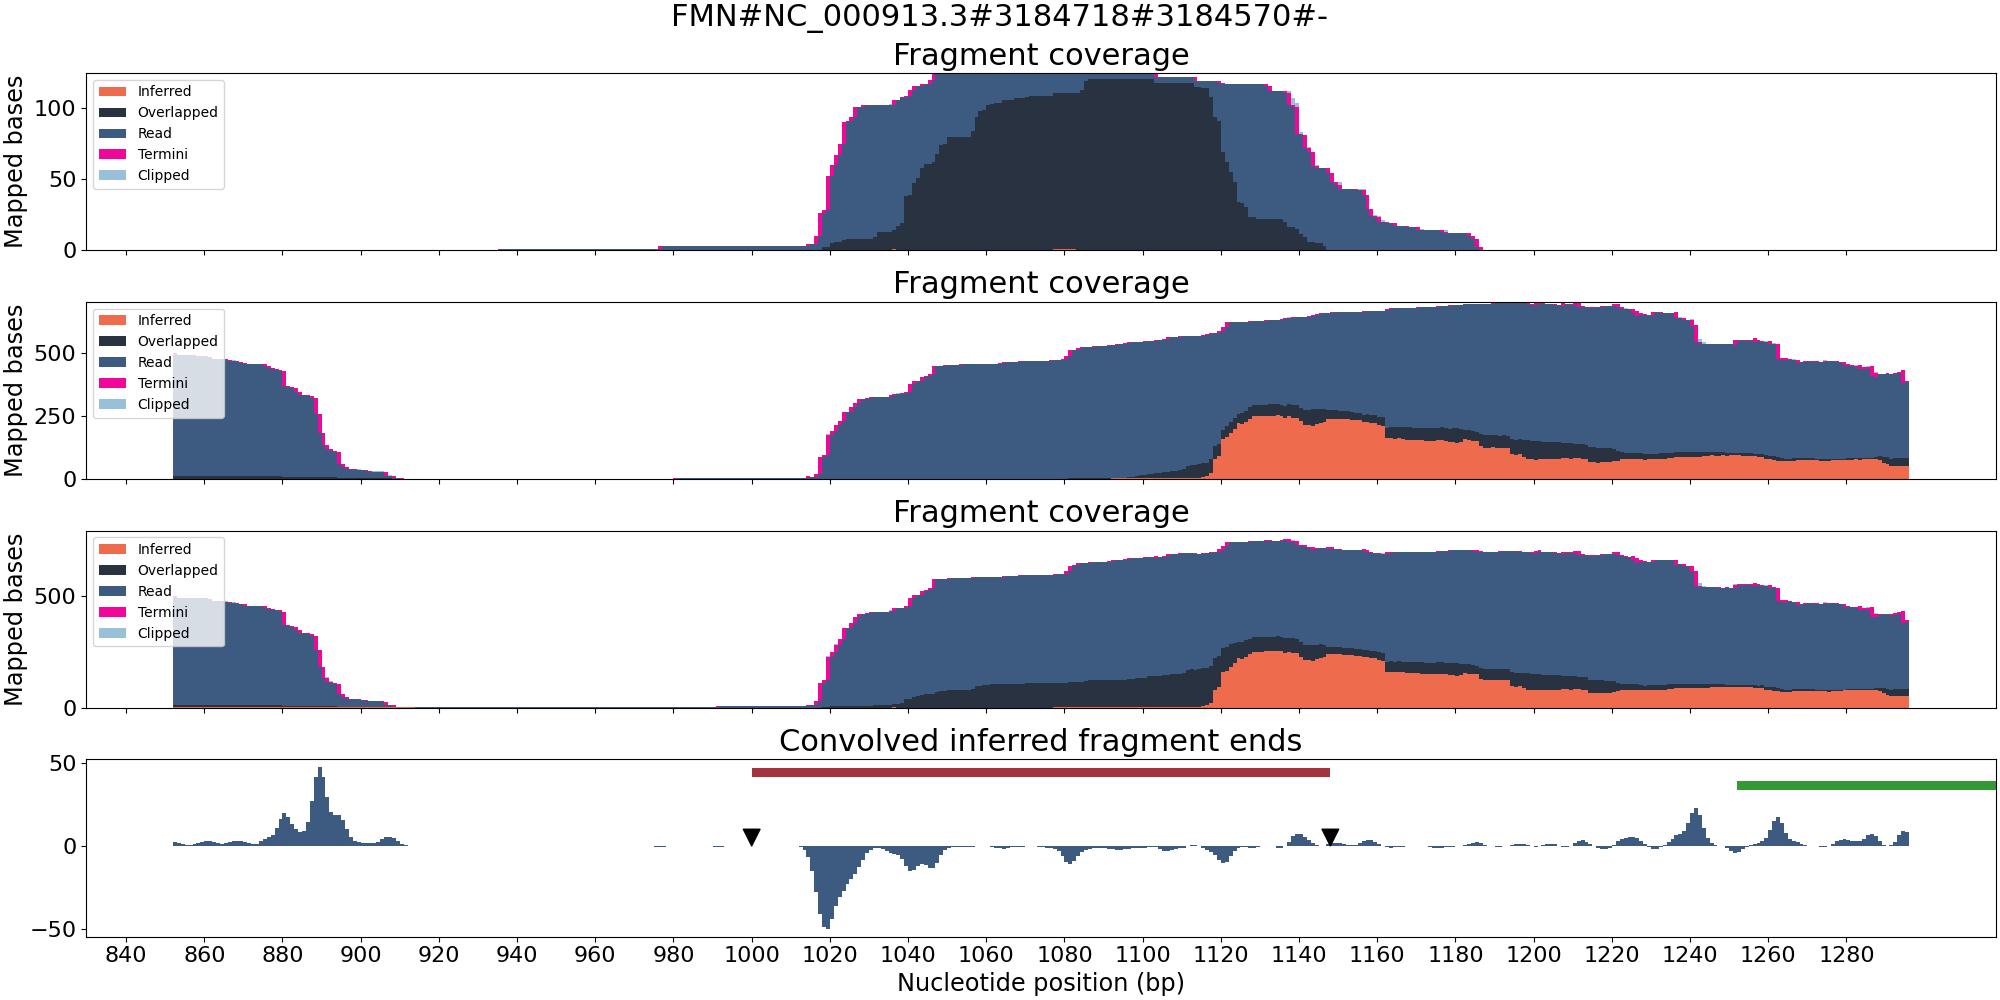 FMN#NC_000913.3#3184718#3184570#-
Fragment coverage
Mapped bases
100
50
0
Inferred
Overlapped
Read
Termini
Clipped
Fragment coverage
Mapped bases
500
250
0
Inferred
Overlapped
Read
Termini
Clipped
Fragment coverage
Mapped bases
500
0
Inferred
Overlapped
Read
Termini
Clipped
Convolved inferred fragment ends
50
0
−50
840 860 880 900 920 940 960 980 1000 1020 1040 1060 1080 1100 1120 1140 1160 1180 1200 1220 1240 1260 1280
Nucleotide position (bp)